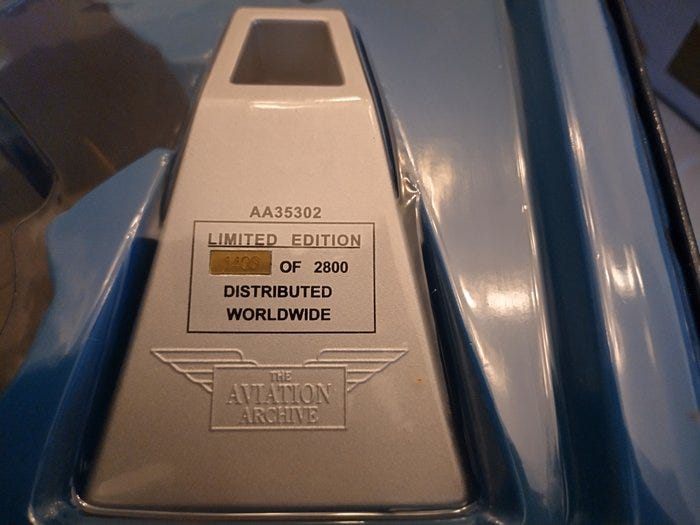 AA35302
LIMITED EDITION
OF 2800
DISTRIBUTED
WORLDWIDE
THE
AVIATION
ARCHIVE